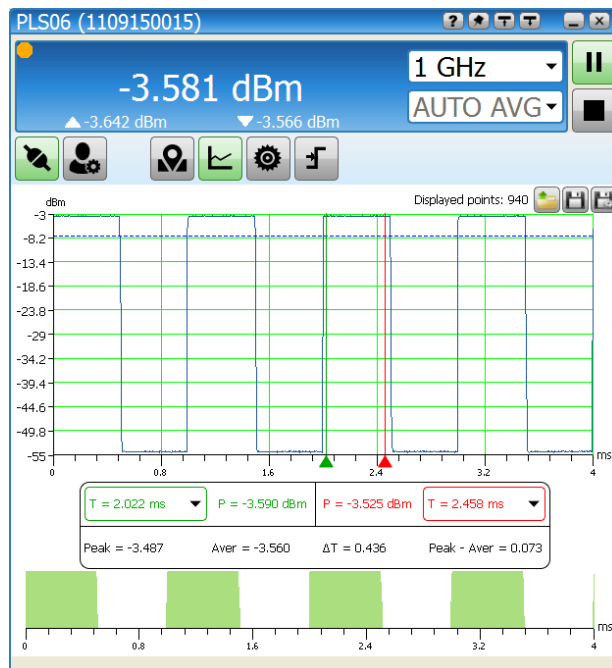 PLS06 (1109150015)
-3.581 dBm
-3.642 dBm -3.566 dBm
1 GHz
AUTO AVG
dBm
Displayed points: 940
-3
-8.2
-13.4
-18.6
-23.8
-29
-34.2
-39.4
-44.6
-49.8
-55
ms
0 0.8 1.6 2.4 3.2 4
T = 2.022 ms P = -3.590 dBm P = -3.525 dBm T = 2.458 ms
Peak = -3.487 Aver = -3.560 ΔT = 0.436 Peak - Aver = 0.073
ms
0 0.8 1.6 2.4 3.2 4